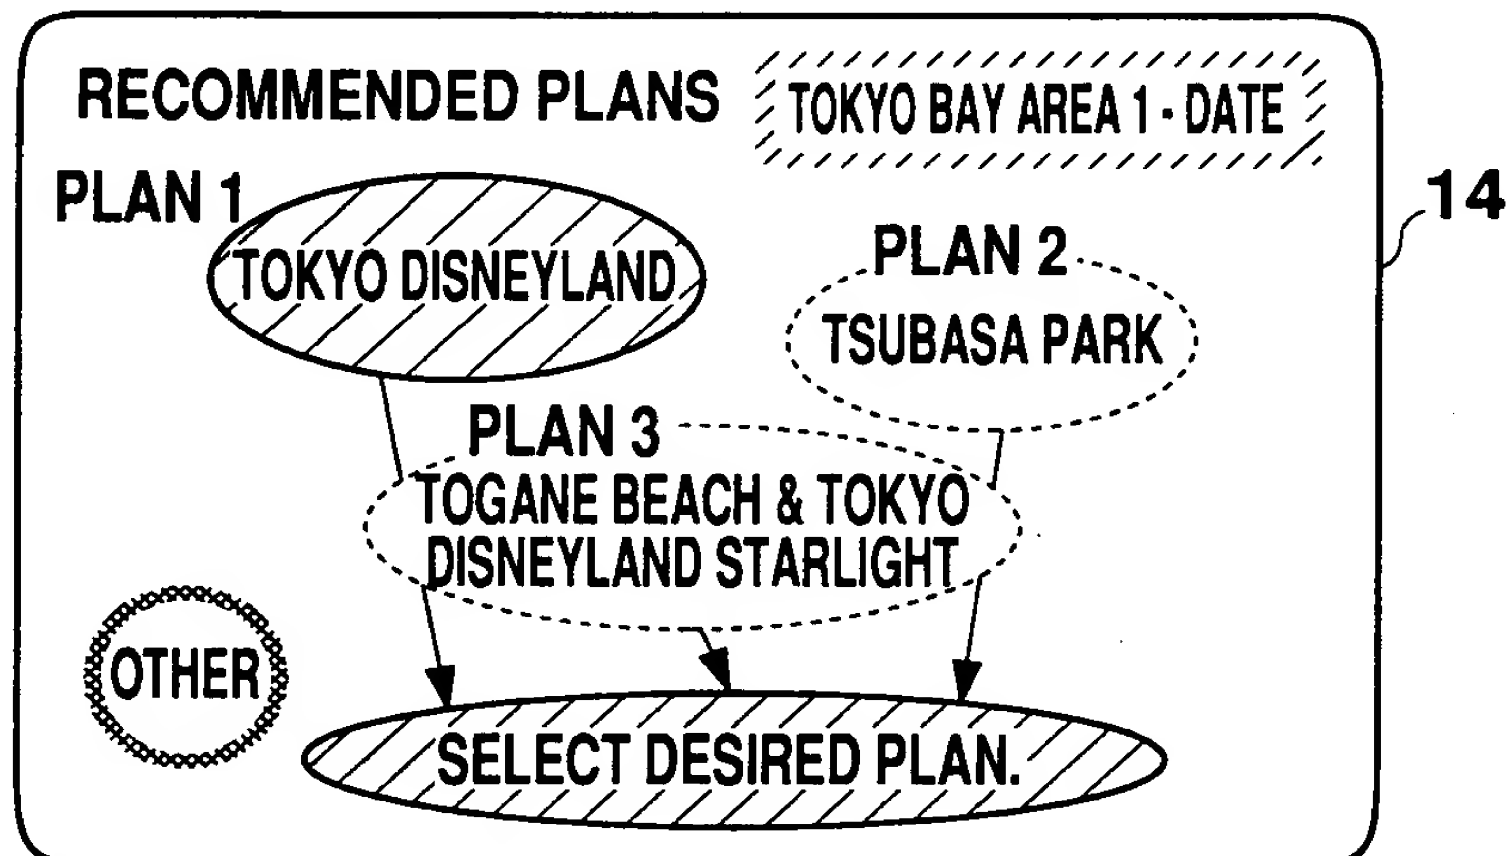 RECOMMENDED PLANS
TOKYO BAY AREA 1 - DATE
PLAN 1
TOKYO DISNEYLAND
14
PLAN 2
TSUBASA PARK
PLAN 3
TOGANE BEACH & TOKYO
DISNEYLAND STARLIGHT
OTHER
SELECT DESIRED PLAN.